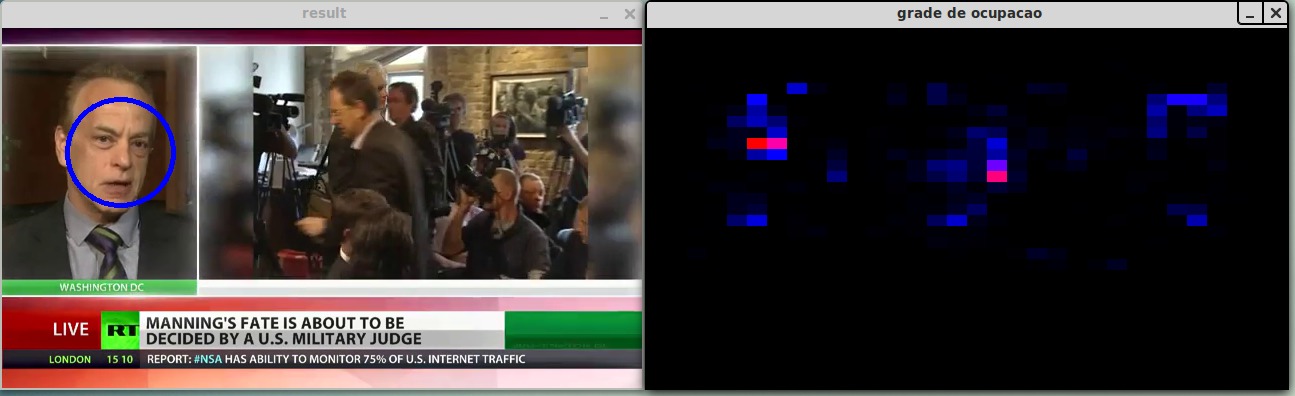 result
grade de ocupacao
WASHINGTON DC
LIVE
RT
MANNING'S FATE IS ABOUT TO BE
DECIDED BY A U.S. MILITARY JUDGE
LONDON 15 10 REPORT: #NSA HAS ABILITY TO MONITOR 75% OF U.S. INTERNET TRAFFIC